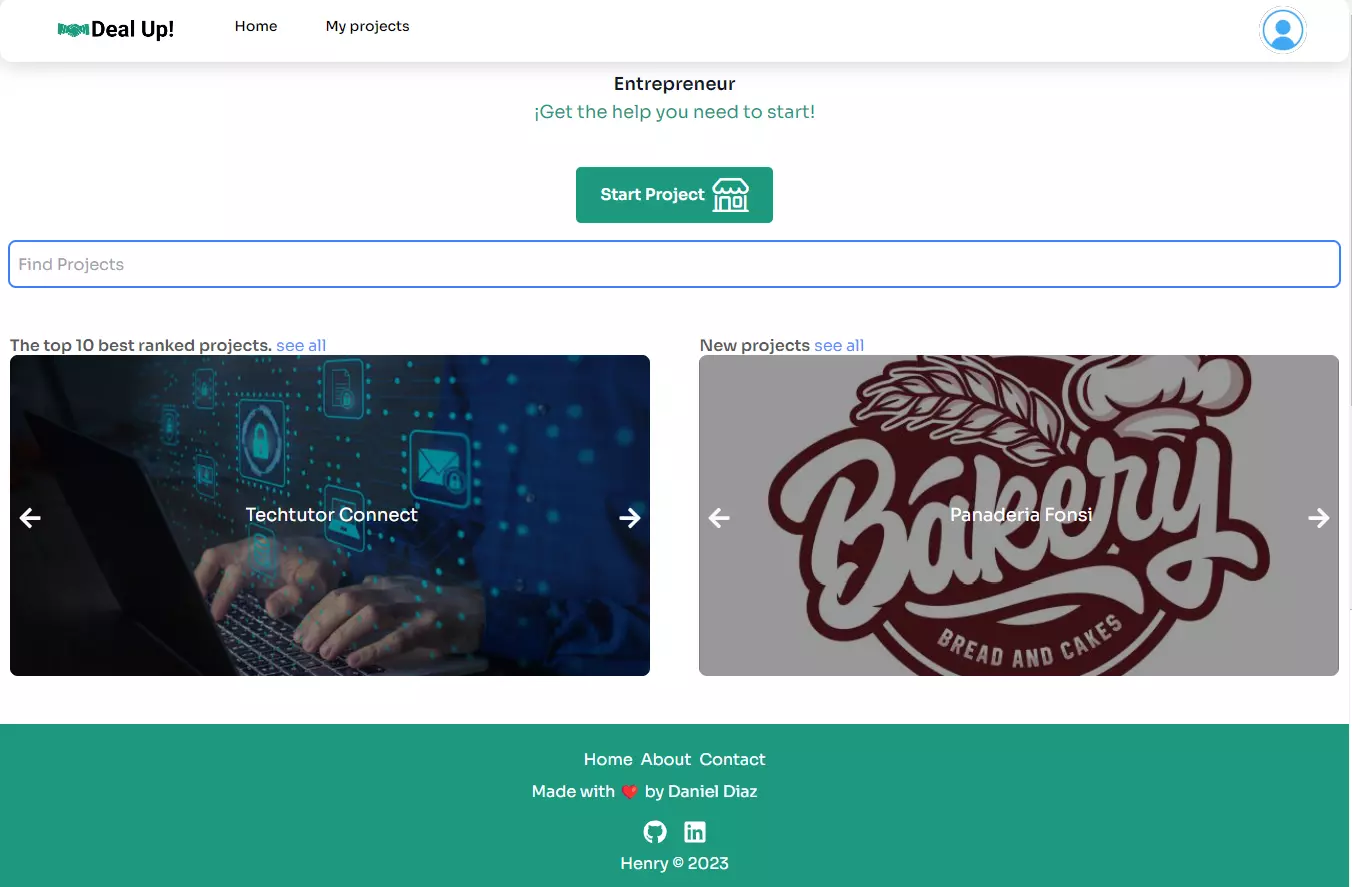 Deal Up! Home My projects
Entrepreneur
¡Get the help you need to start!
Start Project
Find Projects
The top 10 best ranked projects. see all
Techtutor Connect
New projects see all
Bákery
Panaderia Fonsi
BREAD AND CAKES
Home About Contact
Made with ❤️ by Daniel Diaz
Henry © 2023